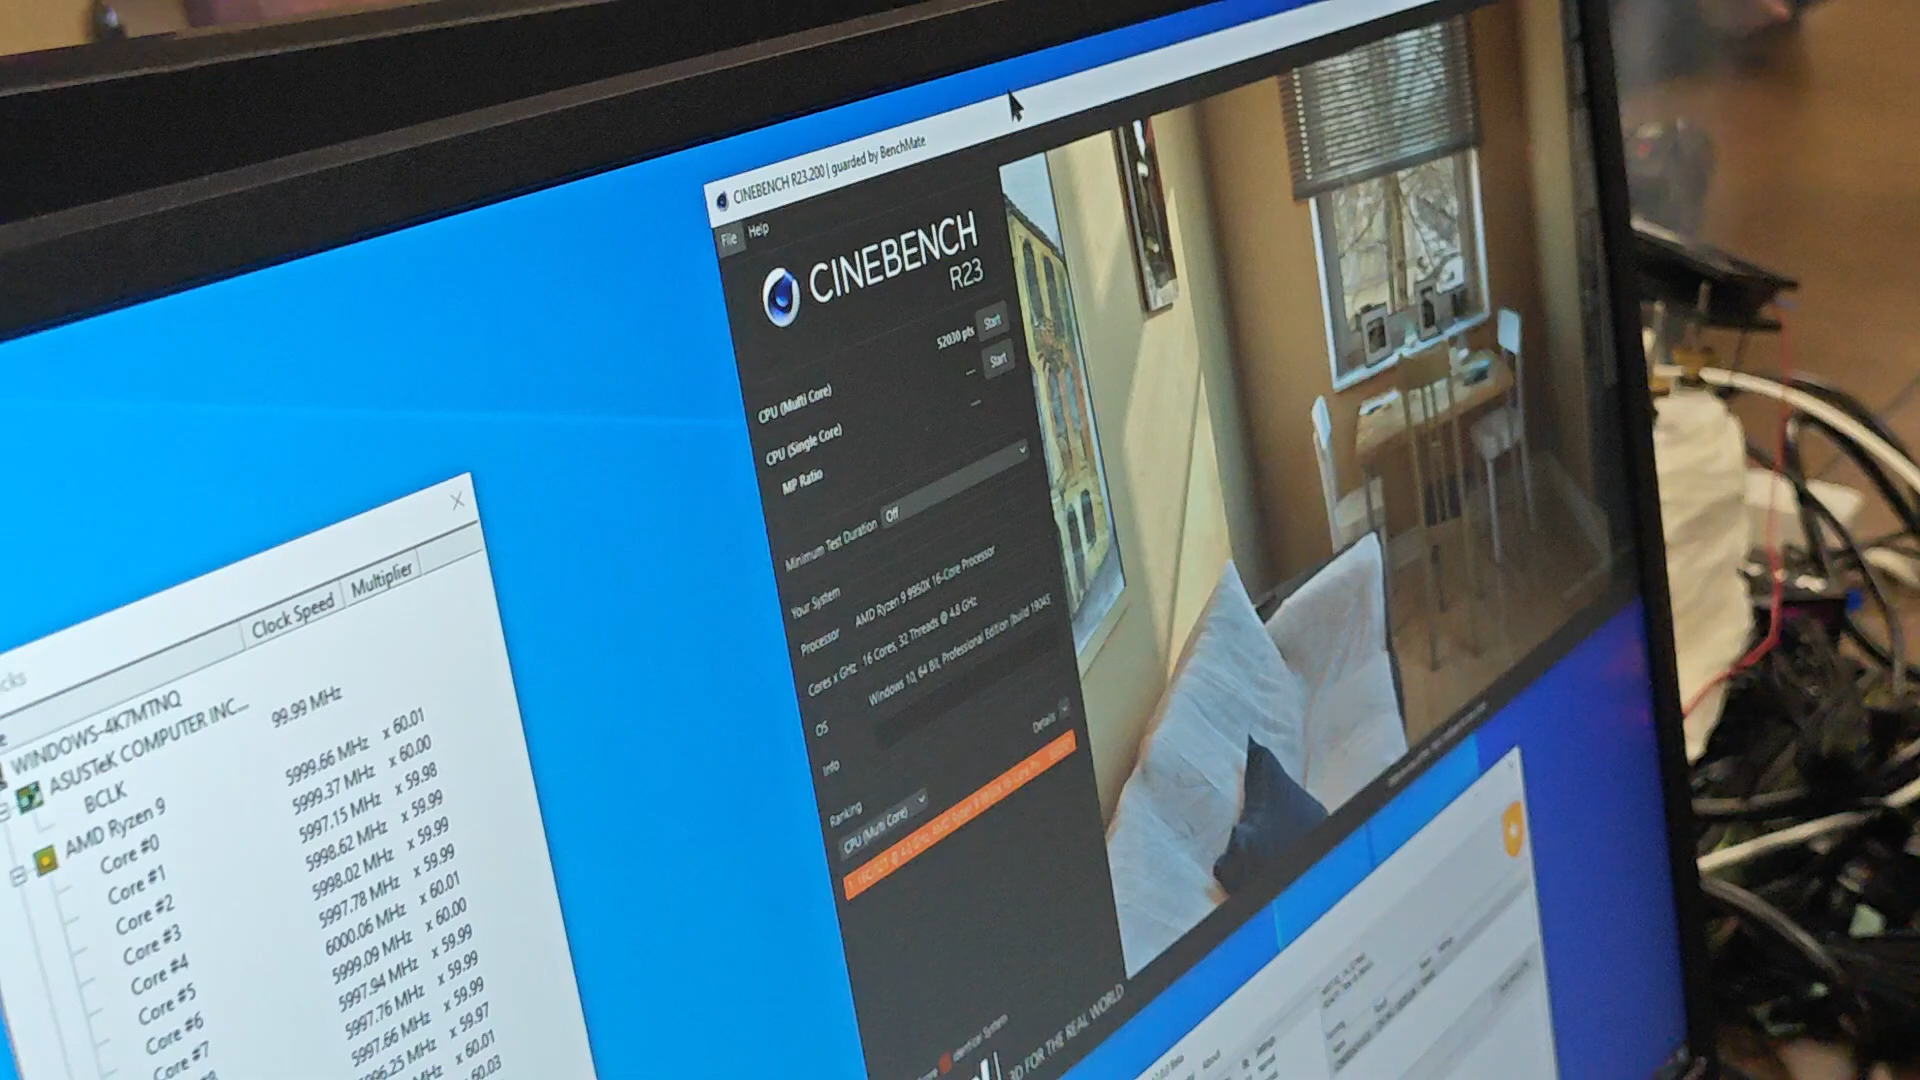 Clock Speed Multiplier
WINDOWS-4K7MTNQ
ASUSTeK COMPUTER INC...
BCLK 99.99 MHz
AMD Ryzen 9
Core #0 5999.66 MHz x 60.01
Core #1 5999.37 MHz x 60.00
Core #2 5997.15 MHz x 59.98
Core #3 5998.62 MHz x 59.99
Core #4 5998.02 MHz x 59.99
Core #5 5997.78 MHz x 59.99
Core #6 6000.06 MHz x 60.01
Core #7 5999.09 MHz x 60.00
5997.94 MHz x 59.99
5997.76 MHz x 59.99
5997.66 MHz x 59.99
MHz x 59.97
MHz x 60.01
60.03
CINEBENCH R23.200 | guarded by BenchMate
File Help
CINEBENCH
R23
52030 pts Start
Start
CPU (Multi Core)
CPU (Single Core)
MP Ratio
Minimum Test Duration Off
Your System
Processor AMD Ryzen 9 9950X 16-Core Processor
Cores x GHz 16 Cores, 32 Threads @ 4.8 GHz
OS Windows 10, 64 Bit, Professional Edition (build 19045
Info
Ranking Details
CPU (Multi Core)
Identical System
3D FOR THE REAL WORLD